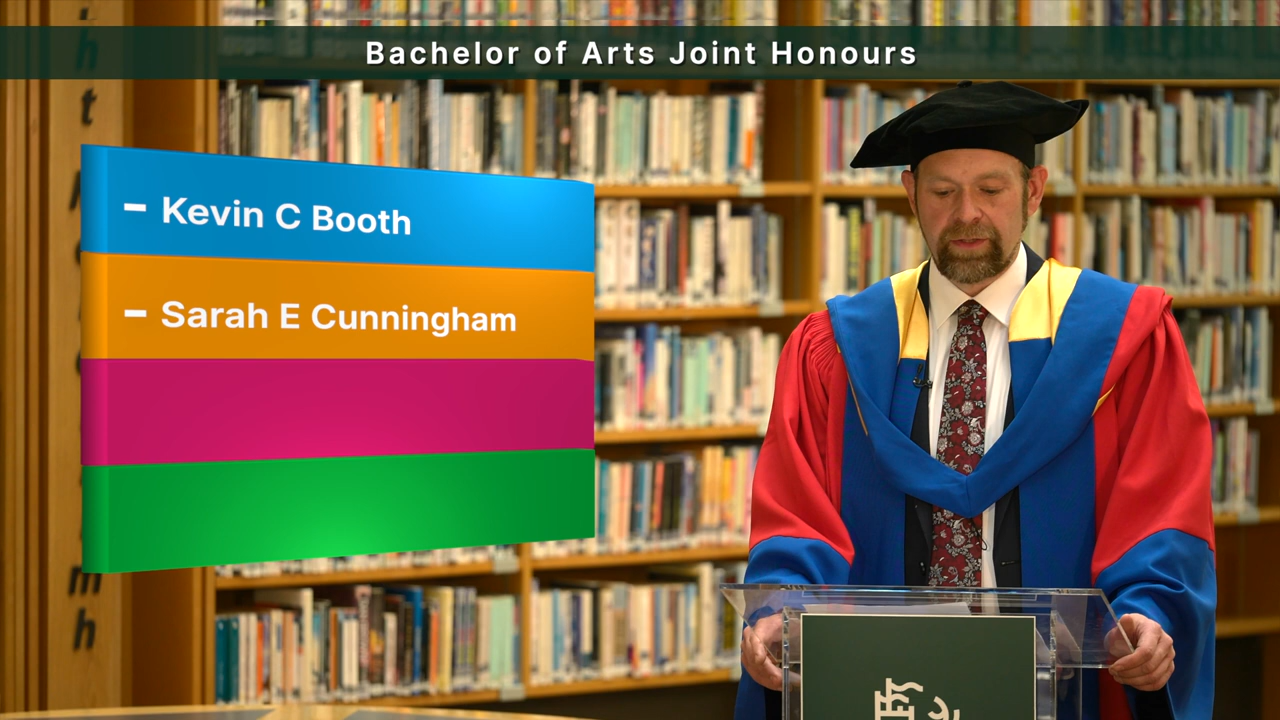 Bachelor of Arts Joint Honours
- Kevin C Booth
- Sarah E Cunningham